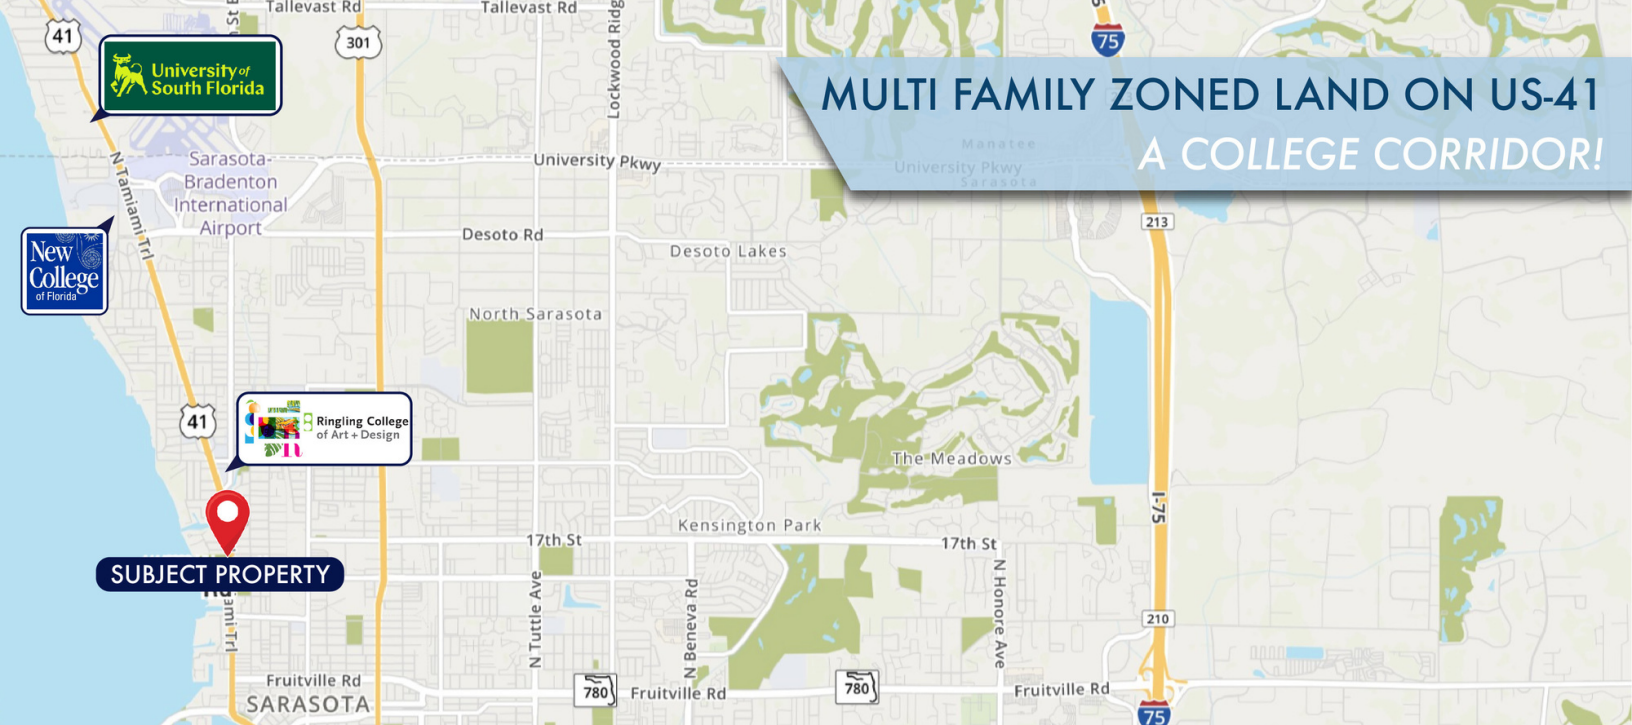 Tallevast Rd
Tallevast Rd
41
301
75
University of
South Florida
Lockwood Ridg
MULTI FAMILY ZONED LAND ON US-41
A COLLEGE CORRIDOR!
Manatee
University Pkwy
Sarasota
N Tamiami Trl
Sarasota-
Bradenton
International
Airport
University Pkwy
213
New
College
of Florida
Desoto Rd
Desoto Lakes
North Sarasota
41
Ringling College
of Art + Design
The Meadows
I-75
Kensington Park
17th St
17th St
SUBJECT PROPERTY
Rd
ami Trl
N Tuttle Ave
N Beneva Rd
N Honore Ave
210
Fruitville Rd
SARASOTA
780
Fruitville Rd
780
Fruitville Rd
75